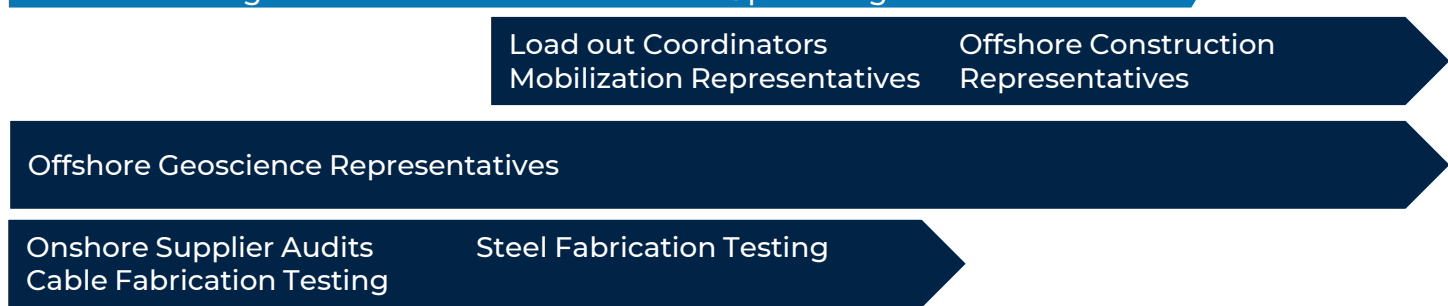 Load out Coordinators
Mobilization Representatives
Offshore Construction
Representatives
Offshore Geoscience Representatives
Onshore Supplier Audits
Cable Fabrication Testing
Steel Fabrication Testing